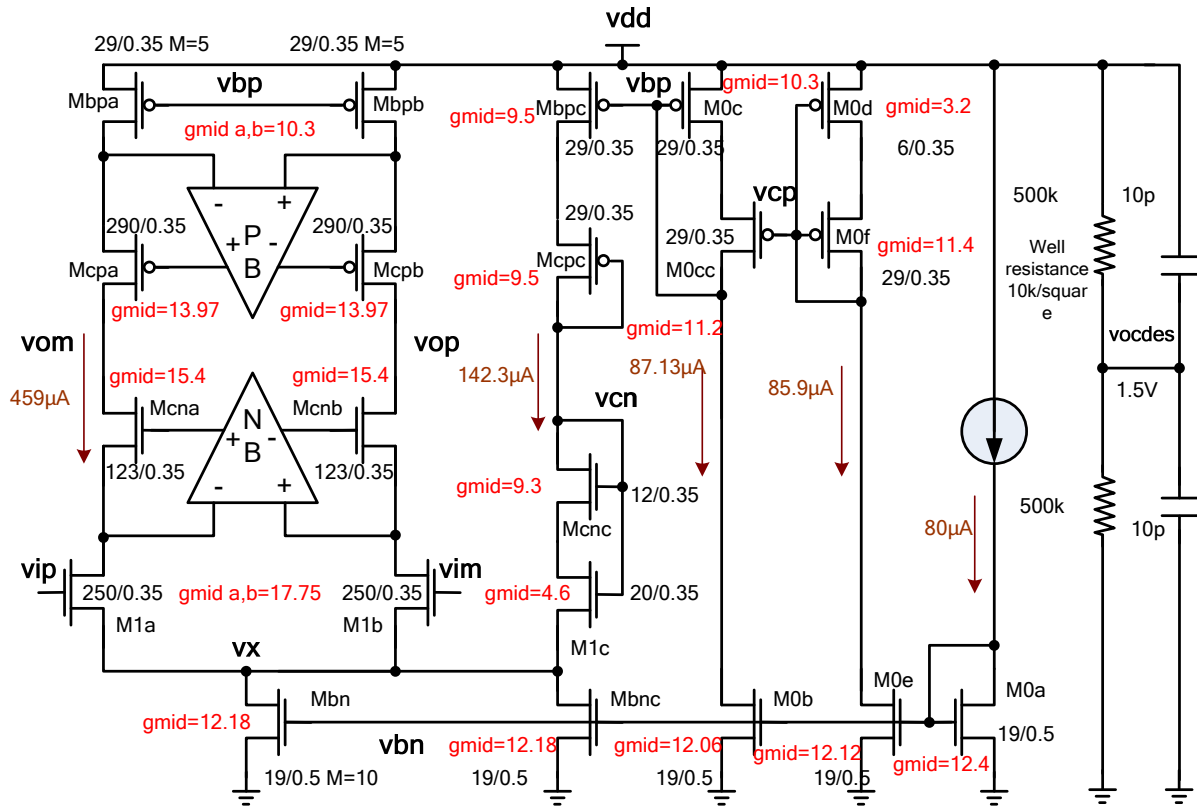 vdd
29/0.35 M=5
29/0.35 M=5
vbp
vbp
gmid=10.3
Mbpa
Mbpb
Mbpc
M0c
M0d
gmid a,b=10.3
gmid=9.5
gmid=3.2
29/0.35
29/0.35
6/0.35
- +
P
+ -
B
290/0.35
290/0.35
29/0.35
vcp
500k
10p
Mcpa
Mcpb
Mcpc
29/0.35
M0cc
M0f
gmid=11.4
29/0.35
Well
resistance
10k/squar
e
gmid=13.97
gmid=13.97
gmid=9.5
gmid=11.2
vom
vop
vocdes
459µA
142.3µA
87.13µA
85.9µA
1.5V
gmid=15.4
gmid=15.4
vcn
Mcna
Mcnb
N
+ -
B
- +
123/0.35
123/0.35
gmid=9.3
12/0.35
Mcnc
500k
10p
80µA
vip
vim
250/0.35
gmid a,b=17.75
250/0.35
gmid=4.6
20/0.35
M1a
M1b
M1c
vx
Mbn
Mbnc
M0b
M0e
M0a
gmid=12.18
vbn
gmid=12.18
gmid=12.06
gmid=12.12
gmid=12.4
19/0.5
19/0.5 M=10
19/0.5
19/0.5
19/0.5